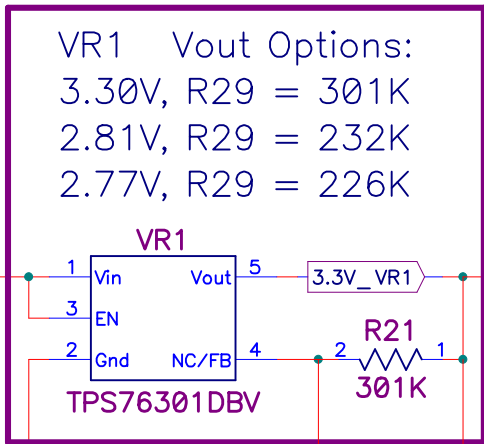 VR1 Vout Options:
3.30V, R29 = 301K
2.81V, R29 = 232K
2.77V, R29 = 226K
VR1
1 Vin Vout 5 3.3V_VR1
3 EN
2 Gnd NC/FB 4
TPS76301DBV
R21
2 1
301K